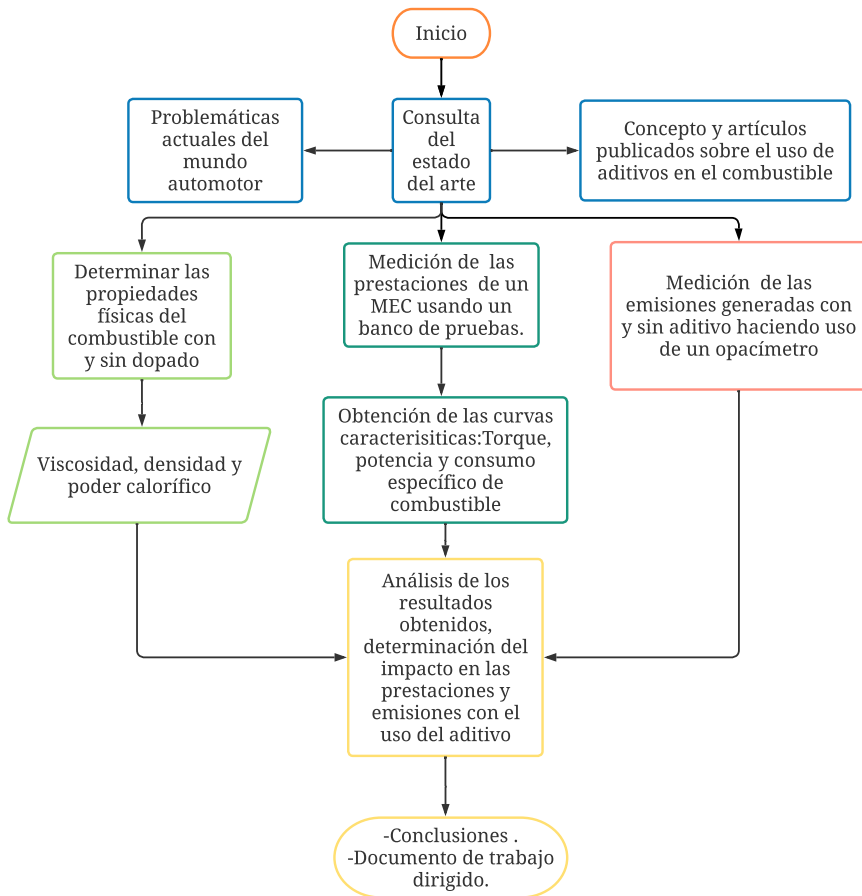 Inicio
Problemáticas
actuales del
mundo
automotor
Consulta
del
estado
del arte
Concepto y artículos
publicados sobre el uso de
aditivos en el combustible
Determinar las
propiedades
físicas del
combustible con
y sin dopado
Medición de las
prestaciones de un
MEC usando un
banco de pruebas.
Medición de las
emisiones generadas con
y sin aditivo haciendo uso
de un opacímetro
Viscosidad, densidad y
poder calorífico
Obtención de las curvas
caracterisiticas:Torque,
potencia y consumo
específico de
combustible
Análisis de los
resultados
obtenidos,
determinación del
impacto en las
prestaciones y
emisiones con el
uso del aditivo
-Conclusiones .
-Documento de trabajo
dirigido.